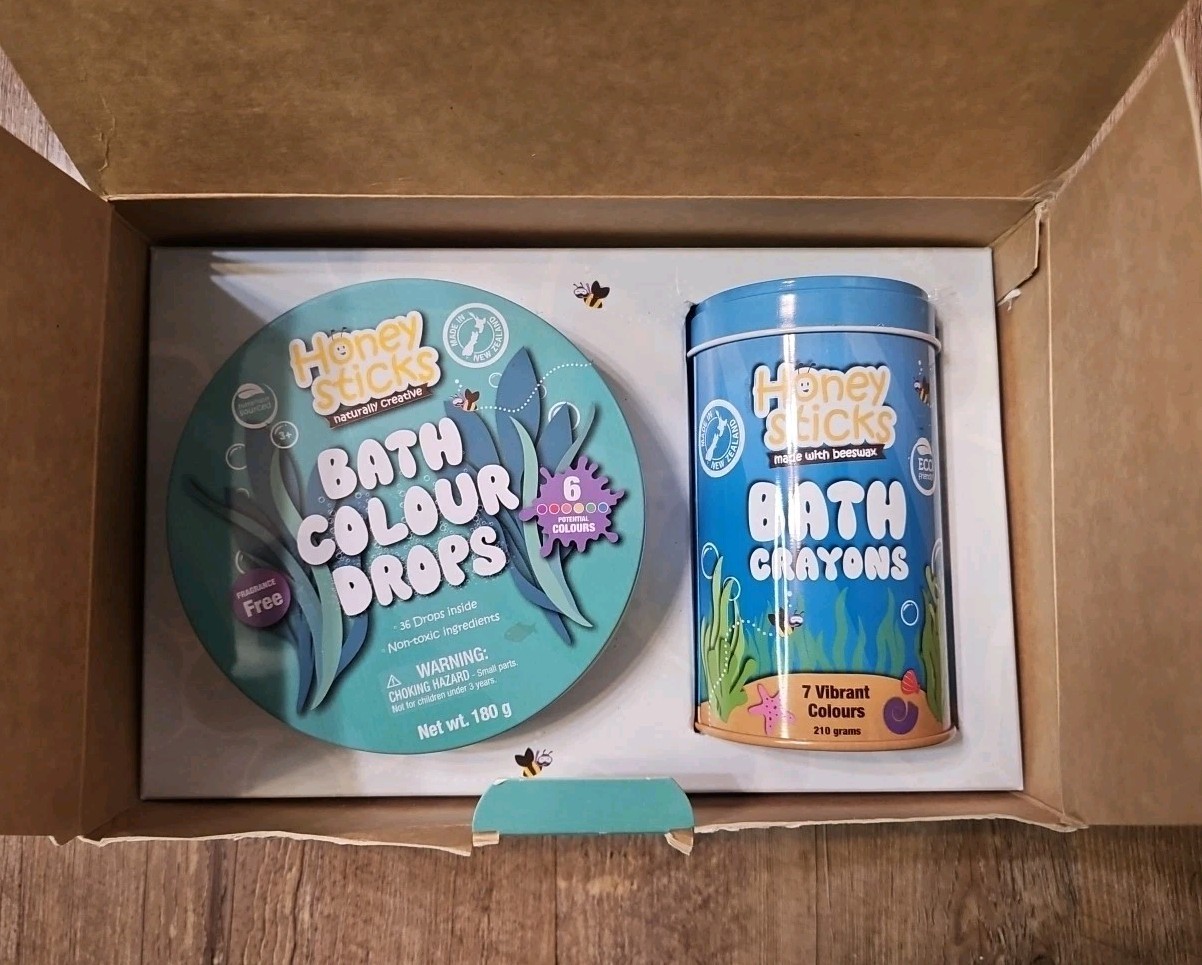 Honey
sticks
naturally creative
MADE IN
NEW ZEALAND
sourced
3+
BATH
COLOUR
DROPS
6
POTENTIAL
COLOURS
FRAGRANCE
Free
36 Drops inside
Non-toxic ingredients
WARNING:
CHOKING HAZARD - Small parts.
Not for children under 3 years.
Net wt. 180 g
Honey
sticks
made with beeswax
MADE IN
NEW ZEALAND
ECO
friendly
BATH
CRAYONS
7 Vibrant
Colours
210 grams